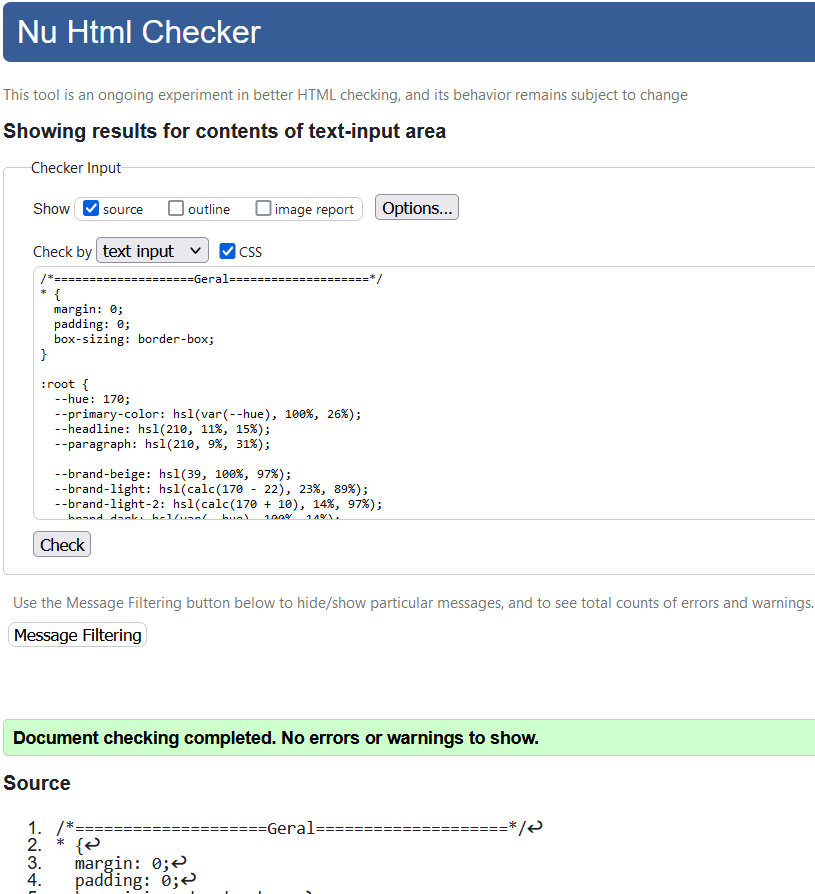 Nu Html Checker
This tool is an ongoing experiment in better HTML checking, and its behavior remains subject to change
Showing results for contents of text-input area
Checker Input
Show source outline image report Options...
Check by text input CSS
/*====================Geral====================*/
* {
  margin: 0;
  padding: 0;
  box-sizing: border-box;
}
:root {
  --hue: 170;
  --primary-color: hsl(var(--hue), 100%, 26%);
  --headline: hsl(210, 11%, 15%);
  --paragraph: hsl(210, 9%, 31%);
  --brand-beige: hsl(39, 100%, 97%);
  --brand-light: hsl(calc(170 - 22), 23%, 89%);
  --brand-light-2: hsl(calc(170 + 10), 14%, 97%);
  --brand-dark: hsl(var(--hue), 100%, 14%);
Check
Use the Message Filtering button below to hide/show particular messages, and to see total counts of errors and warnings.
Message Filtering
Document checking completed. No errors or warnings to show.
Source
1. /*====================Geral====================*/↩
2. * {↩
3.   margin: 0;↩
4.   padding: 0;↩